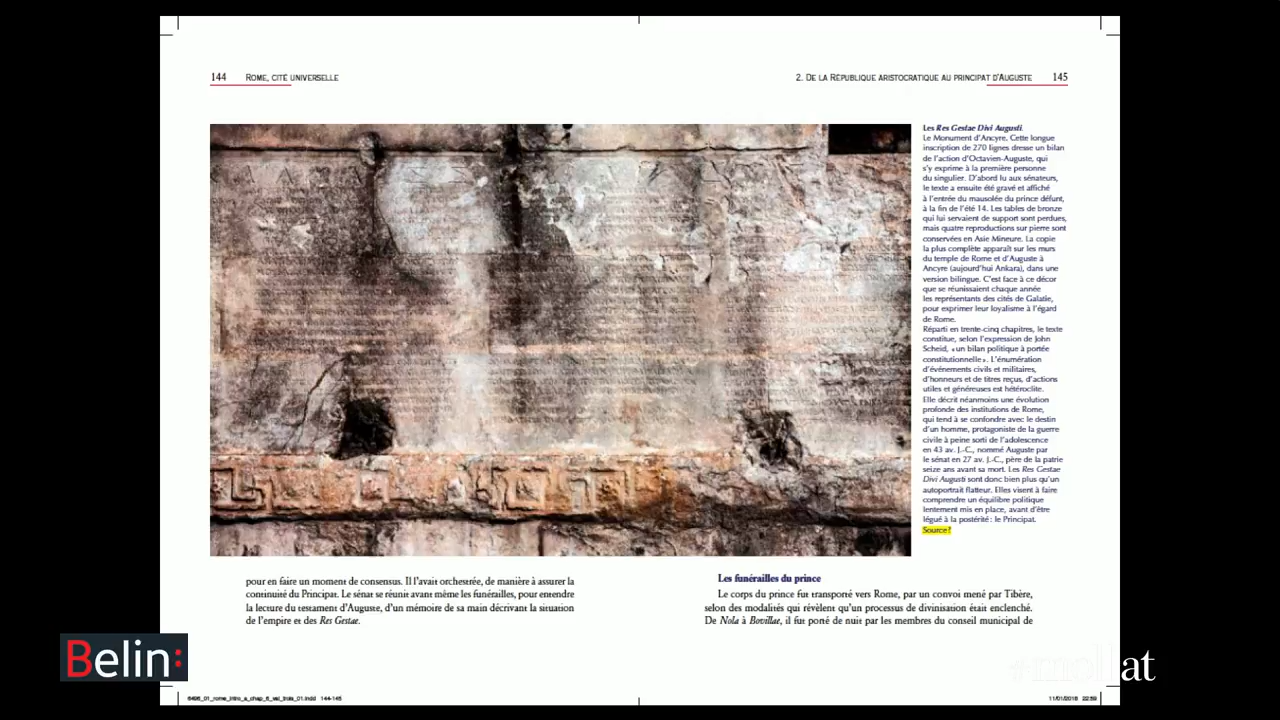 144 ROME, CITÉ UNIVERSELLE
2. DE LA RÉPUBLIQUE ARISTOCRATIQUE AU PRINCIPAT D'AUGUSTE 145
Les Res Gestae Divi Augusti.
Le Monument d'Ancyre. Cette longue
inscription de 270 lignes dresse un bilan
de l'action d'Octavien-Auguste, qui
s'y exprime à la première personne
du singulier. D'abord lu aux sénateurs,
le texte a ensuite été gravé et affiché
à l'entrée du mausolée du prince défunt,
à la fin de l'été 14. Les tables de bronze
qui lui servaient de support sont perdues,
mais quatre reproductions sur pierre sont
conservées en Asie Mineure. La copie
la plus complète apparaît sur les murs
du temple de Rome et d'Auguste à
Ancyre (aujourd'hui Ankara), dans une
version bilingue. C'est face à ce décor
que se réunissaient chaque année
les représentants des cités de Galatie,
pour exprimer leur loyalisme à l'égard
de Rome.
Réparti en trente-cinq chapitres, le texte
constitue, selon l'expression de John
Scheid, « un bilan politique à portée
constitutionnelle ». L'énumération
d'événements civils et militaires,
d'honneurs et de titres reçus, d'actions
utiles et généreuses est hétéroclite.
Elle décrit néanmoins une évolution
profonde des institutions de Rome,
qui tend à se confondre avec le destin
d'un homme, protagoniste de la guerre
civile à peine sorti de l'adolescence
en 43 av. J.-C., nommé Auguste par
le sénat en 27 av. J.-C., père de la patrie
seize ans avant sa mort. Les Res Gestae
Divi Augusti sont donc bien plus qu'un
autoportrait flatteur. Elles visent à faire
comprendre un équilibre politique
lentement mis en place, avant d'être
légué à la postérité : le Principat.
Source?
pour en faire un moment de consensus. Il l'avait orchestrée, de manière à assurer la
continuité du Principat. Le sénat se réunit avant même les funérailles, pour entendre
la lecture du testament d'Auguste, d'un mémoire de sa main décrivant la situation
de l'empire et des Res Gestae.
Les funérailles du prince
Le corps du prince fut transporté vers Rome, par un convoi mené par Tibère,
selon des modalités qui révèlent qu'un processus de divinisation était enclenché.
De Nola à Bovillae, il fut porté de nuit par les membres du conseil municipal de
Belin:
mollat
6496_01_rome_intro_a_chap_6_val_trois_01.indd 144-145
11/01/2018 22:59